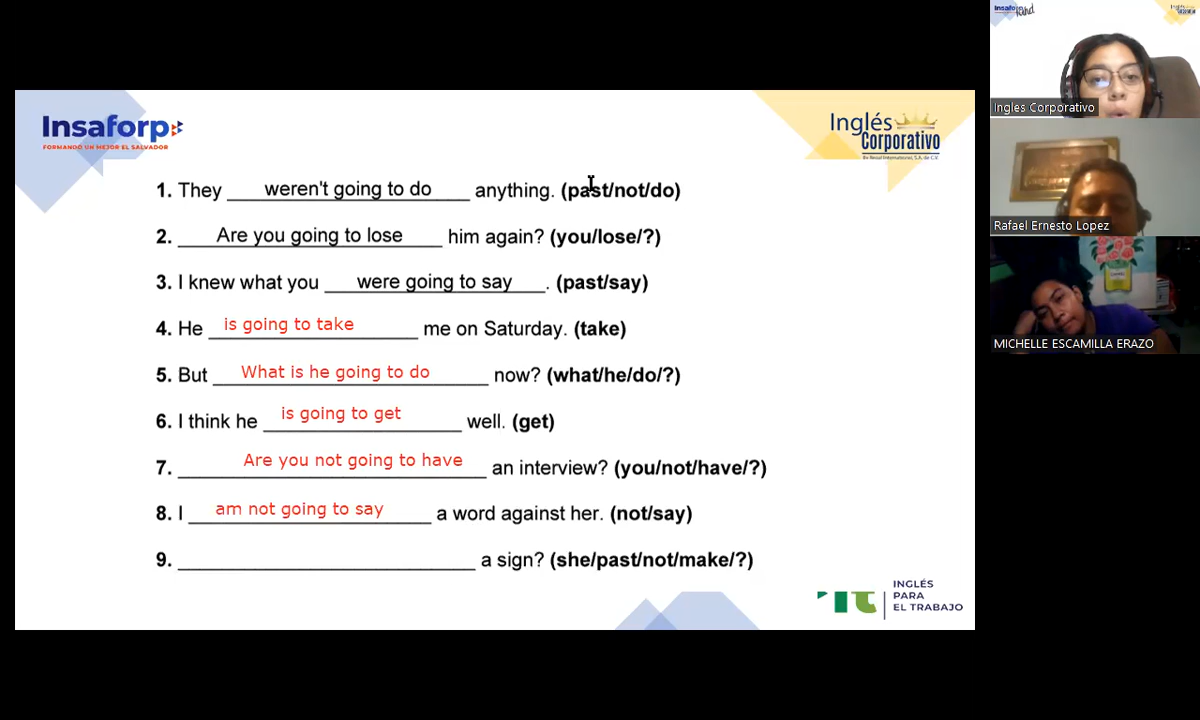 Insaforp
FORMANDO UN MEJOR EL SALVADOR
Inglés
Corporativo
1. They weren't going to do anything. (past/not/do)
2. Are you going to lose him again? (you/lose/?)
3. I knew what you were going to say. (past/say)
4. He is going to take me on Saturday. (take)
5. But What is he going to do now? (what/he/do/?)
6. I think he is going to get well. (get)
7. Are you not going to have an interview? (you/not/have/?)
8. I am not going to say a word against her. (not/say)
9. ____________________ a sign? (she/past/not/make/?)
INGLÉS
PARA
EL TRABAJO
Ingles Corporativo
Rafael Ernesto Lopez
MICHELLE ESCAMILLA ERAZO